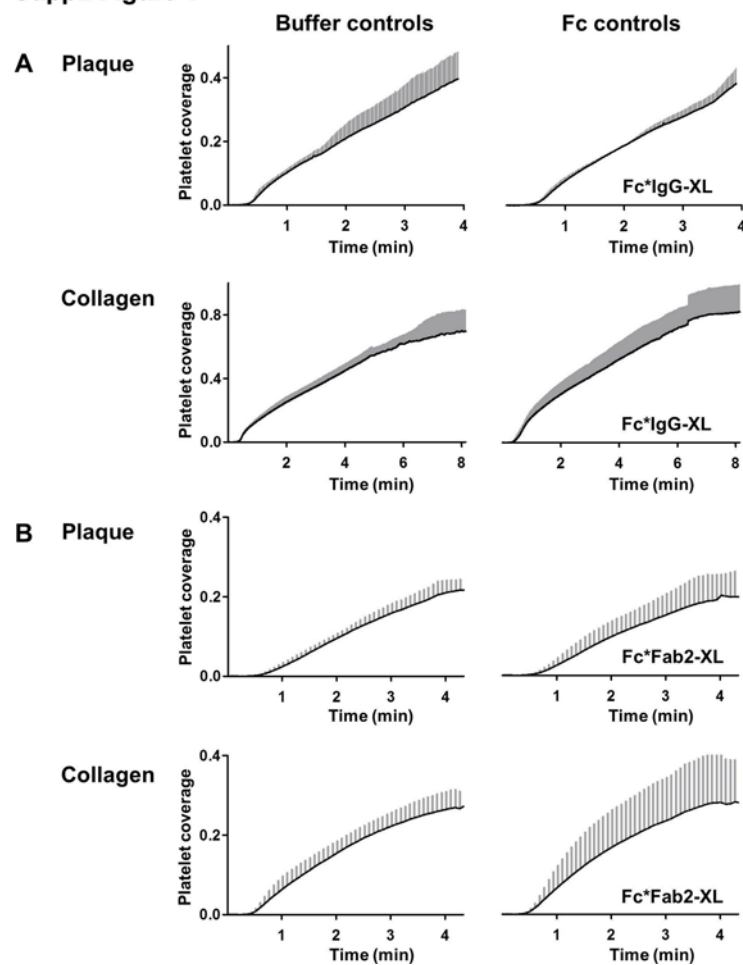 Buffer controls Fc controls
A Plaque
Platelet coverage
0.4
0.2
0.0
1 2 3 4
Time (min)
Fc*IgG-XL
1 2 3 4
Time (min)
Collagen
Platelet coverage
0.8
0.4
0.0
2 4 6 8
Time (min)
Fc*IgG-XL
2 4 6 8
Time (min)
B Plaque
Platelet coverage
0.4
0.2
0.0
1 2 3 4
Time (min)
Fc*Fab2-XL
1 2 3 4
Time (min)
Collagen
Platelet coverage
0.4
0.2
0.0
1 2 3 4
Time (min)
Fc*Fab2-XL
1 2 3 4
Time (min)